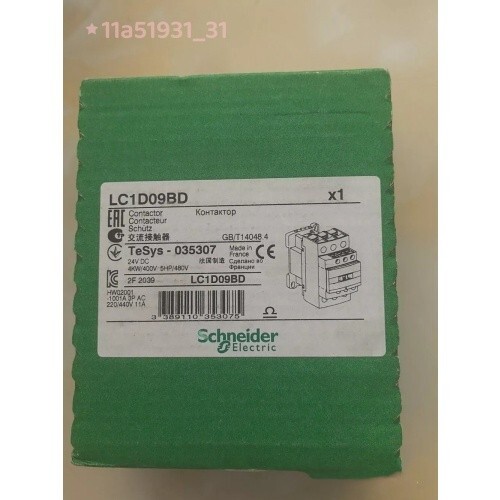 ★11a51931_31
LC1D09BD x1
EAC Contactor Контактор
Contacteur
Schütz
交流接触器 GB/T14048.4
TeSys - 035307 Made in France
24V DC
4KW/400V 5HP/480V 法国制造 Сделано во Франции
2F 2039 LC1D09BD
HW02001
-1001A 3P AC
220/440V 11A
3 389110 353075
Schneider
Electric